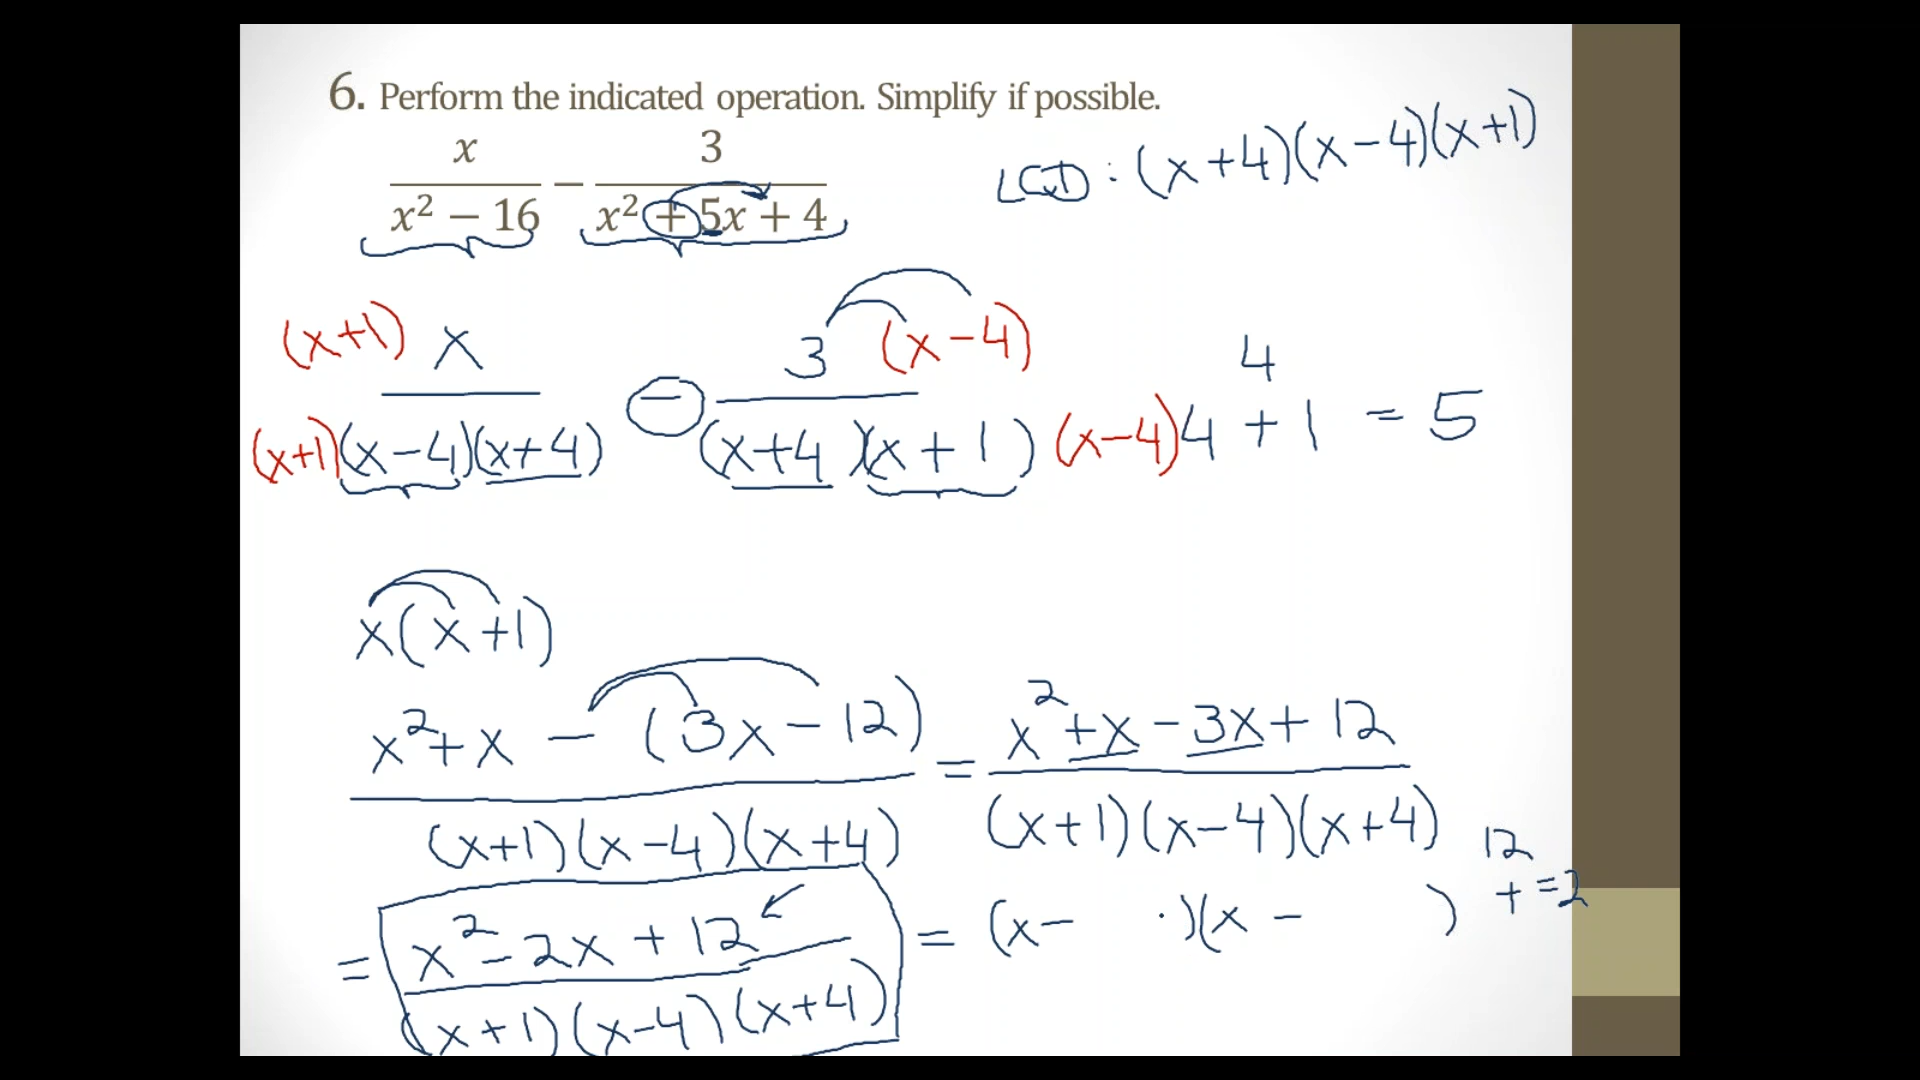 6. Perform the indicated operation. Simplify if possible.
x/(x² − 16) − 3/(x² + 5x + 4)
LCD : (x+4)(x−4)(x+1)
(x+1) x − 3 (x−4)
(x+1)(x−4)(x+4) (x+4)(x+1)(x−4)
4
4 + 1 = 5
x(x+1)
x²+x − (3x − 12) = x² + x − 3x + 12
(x+1)(x−4)(x+4) (x+1)(x−4)(x+4)
12
+ = 2
= x² − 2x + 12 = (x− )(x − )
(x+1)(x−4)(x+4)